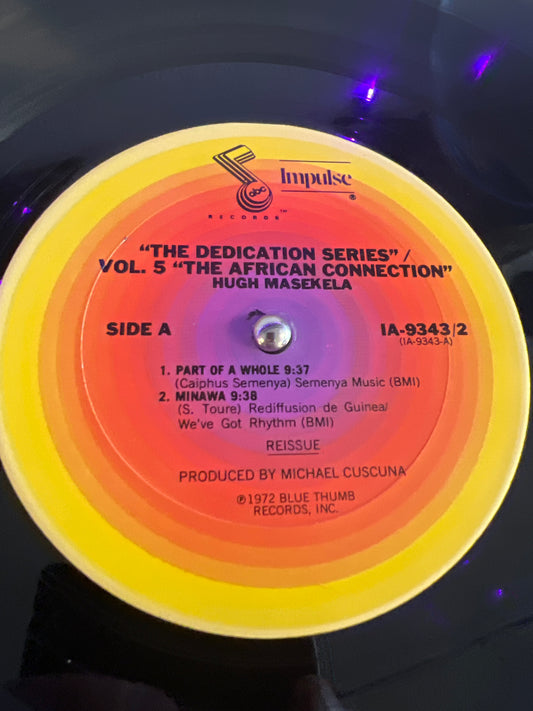 abc
Impulse
®
RECORDS™
"THE DEDICATION SERIES"/
VOL. 5 "THE AFRICAN CONNECTION"
HUGH MASEKELA
SIDE A
IA-9343/2
(IA-9343-A)
1. PART OF A WHOLE 9:37
(Caiphus Semenya) Semenya Music (BMI)
2. MINAWA 9:38
(S. Toure) Rediffusion de Guinea/
We've Got Rhythm (BMI)
REISSUE
PRODUCED BY MICHAEL CUSCUNA
℗1972 BLUE THUMB
RECORDS, INC.